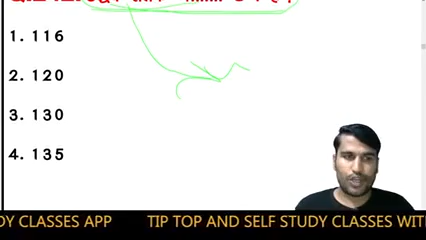 1. 116
2. 120
3. 130
4. 135
DY CLASSES APP TIP TOP AND SELF STUDY CLASSES WIT